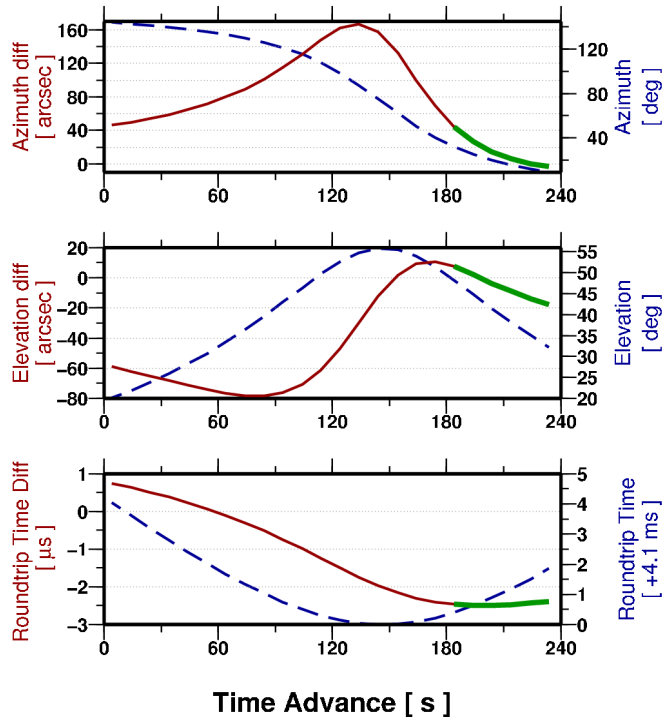 Azimuth diff
[ arcsec ]
160
120
80
40
0
120
80
40
Azimuth
[ deg ]
0 60 120 180 240
Elevation diff
[ arcsec ]
20
0
−20
−40
−60
−80
55
50
45
40
35
30
25
20
Elevation
[ deg ]
0 60 120 180 240
Roundtrip Time Diff
[ µs ]
1
0
−1
−2
−3
5
4
3
2
1
0
Roundtrip Time
[ +4.1 ms ]
0 60 120 180 240
Time Advance [ s ]